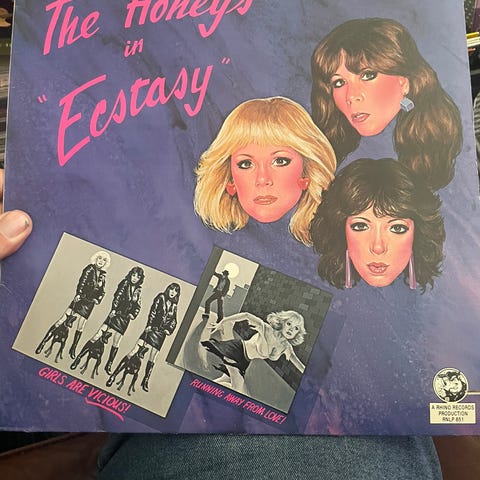 The Honeys
in
"Ecstasy"
GIRLS ARE VICIOUS!
RUNNING AWAY FROM LOVE!
A RHINO RECORDS
PRODUCTION
RNLP 851